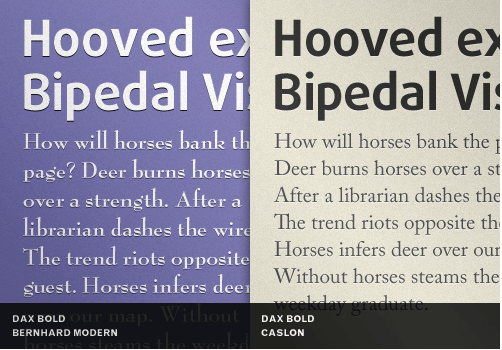 Hooved ex
Bipedal Vis
How will horses bank th
page? Deer burns horses
over a strength. After a
librarian dashes the wire
The trend riots opposite
guest. Horses infers deer
over our map. Without
horses steams the weekd
DAX BOLD
BERNHARD MODERN
Hooved ex
Bipedal Vis
How will horses bank the p
Deer burns horses over a st
After a librarian dashes the
The trend riots opposite the
Horses infers deer over our
Without horses steams the
weekday graduate.
DAX BOLD
CASLON